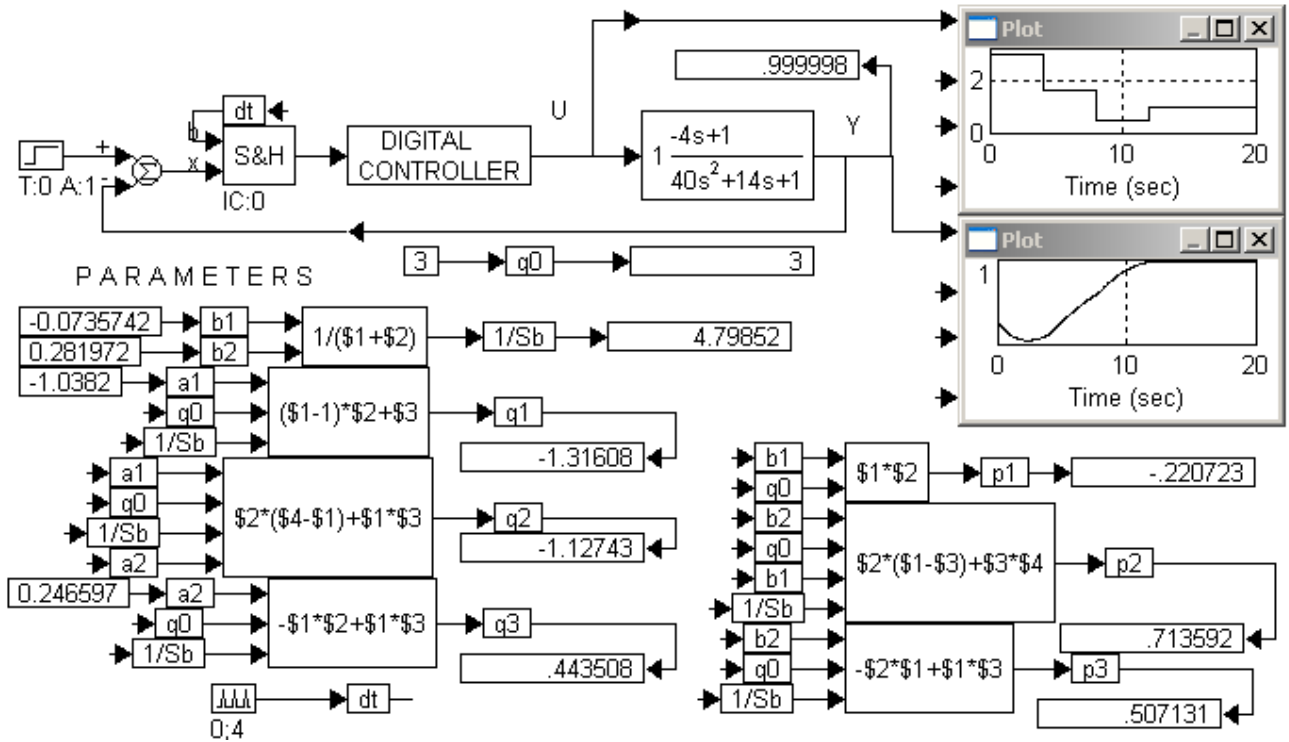 Plot
2
0
0
10
20
Time (sec)
.999998
dt
b
x
S&H
IC:0
T:0 A:1
+
-
Σ
DIGITAL
CONTROLLER
U
1
-4s+1
40s²+14s+1
Y
Plot
1
0
10
20
Time (sec)
3
q0
3
PARAMETERS
-0.0735742
b1
0.281972
b2
1/($1+$2)
1/Sb
4.79852
-1.0382
a1
q0
1/Sb
($1-1)*$2+$3
q1
-1.31608
a1
q0
1/Sb
a2
$2*($4-$1)+$1*$3
q2
-1.12743
0.246597
a2
q0
1/Sb
-$1*$2+$1*$3
q3
.443508
0;4
dt
b1
q0
$1*$2
p1
-.220723
b2
q0
b1
1/Sb
$2*($1-$3)+$3*$4
p2
.713592
b2
q0
1/Sb
-$2*$1+$1*$3
p3
.507131